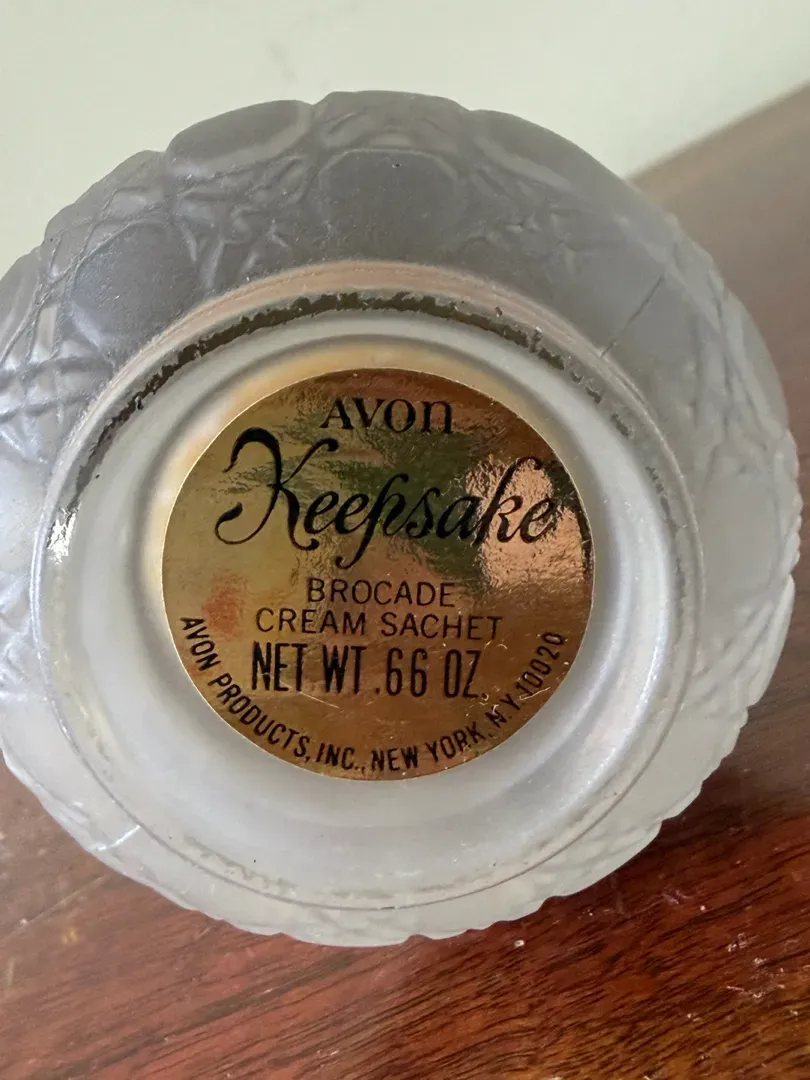 AVON
Keepsake
BROCADE
CREAM SACHET
NET WT .66 OZ.
AVON PRODUCTS, INC., NEW YORK, N.Y. 10020